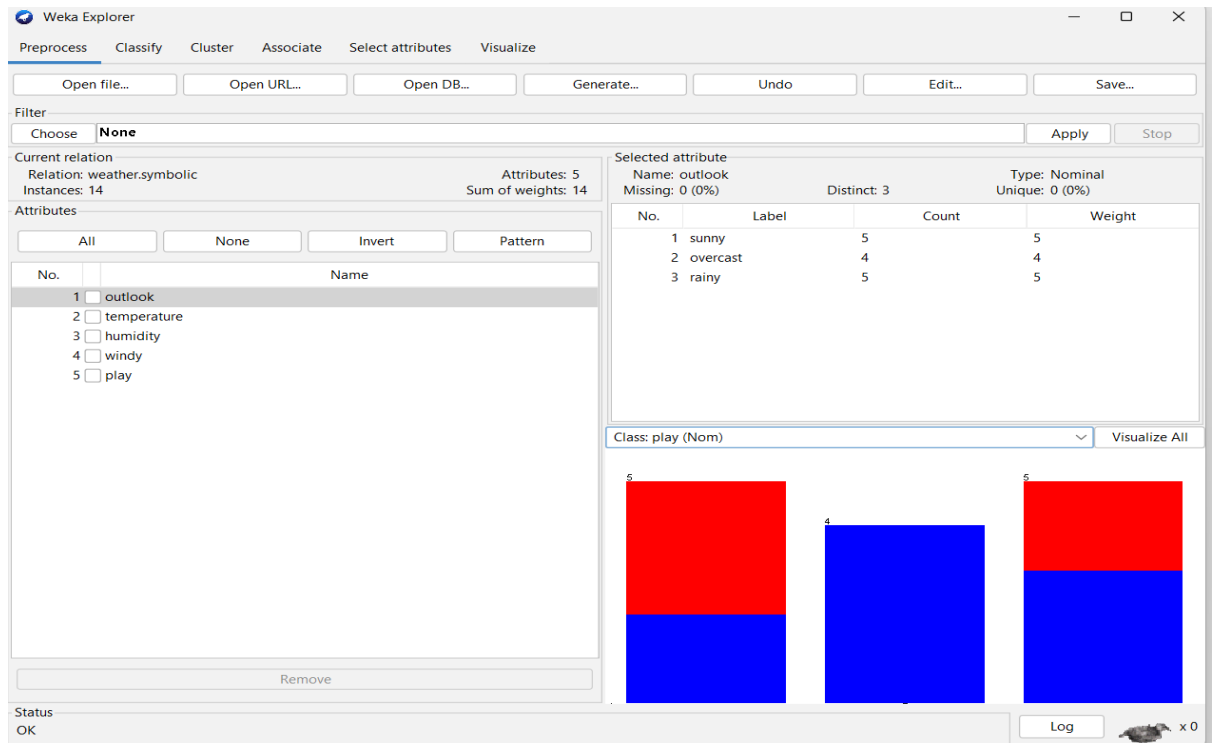 Weka Explorer
Preprocess Classify Cluster Associate Select attributes Visualize
Open file... Open URL... Open DB... Generate... Undo Edit... Save...
Filter
Choose None Apply Stop
Current relation
Relation: weather.symbolic Attributes: 5
Instances: 14 Sum of weights: 14
Attributes
All None Invert Pattern
No. Name
1 outlook
2 temperature
3 humidity
4 windy
5 play
Remove
Selected attribute
Name: outlook Type: Nominal
Missing: 0 (0%) Distinct: 3 Unique: 0 (0%)
No. Label Count Weight
1 sunny 5 5
2 overcast 4 4
3 rainy 5 5
Class: play (Nom) Visualize All
5 4 5
Status
OK Log x 0